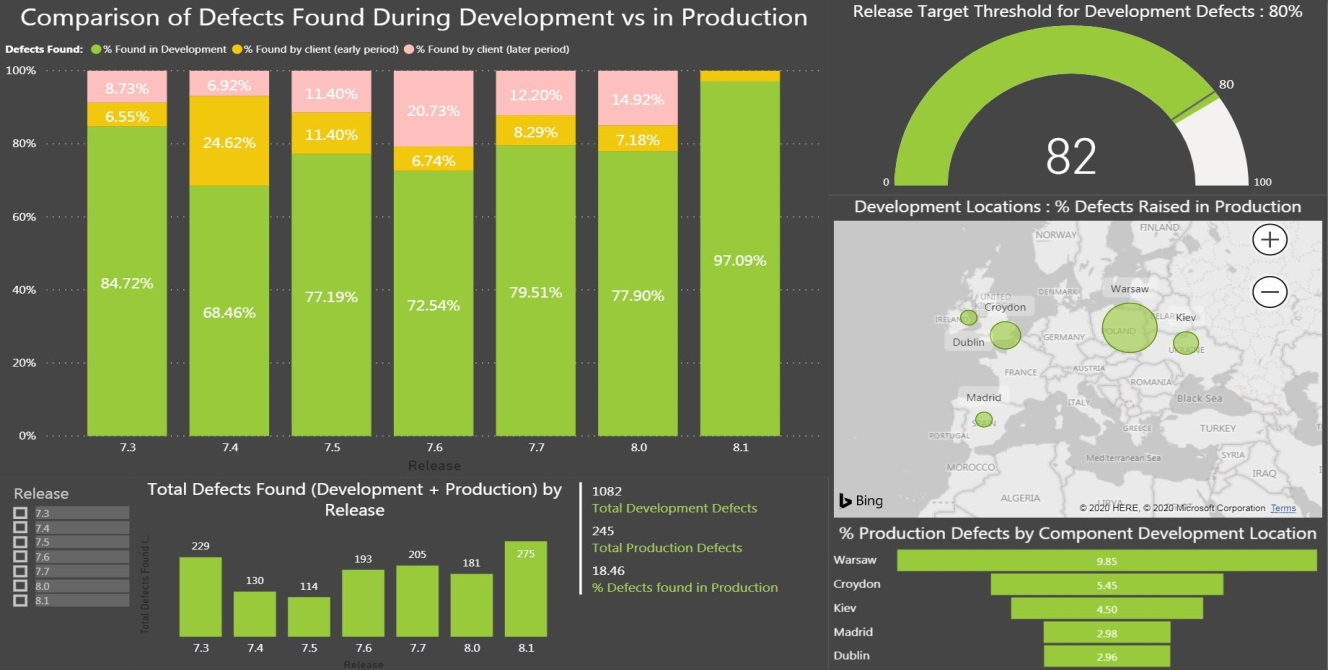 Comparison of Defects Found During Development vs in Production
Defects Found: % Found in Development % Found by client (early period) % Found by client (later period)
100%
80%
60%
40%
20%
0%
8.73%
6.55%
84.72%
6.92%
24.62%
68.46%
11.40%
11.40%
77.19%
20.73%
6.74%
72.54%
12.20%
8.29%
79.51%
14.92%
7.18%
77.90%
97.09%
7.3 7.4 7.5 7.6 7.7 8.0 8.1
Release
Release Target Threshold for Development Defects : 80%
80
82
0
100
Development Locations : % Defects Raised in Production
NORWAY
FINLAND
UNITED
DENMARK
Warsaw
Croydon
IRELAND
Kiev
POLAND
BELAR
Dublin
GERMANY
UKRAINE
FRANCE
AUSTRIA
ROMANIA
Madrid
ITALY
Black Sea
SPAIN
PORTUGAL
GREECE
TURKEY
Mediterranean Sea
SYRIA
MOROCCO
IRAQ
ALGERIA
LIBYA
Bing
© 2020 HERE, © 2020 Microsoft Corporation Terms
Release
7.3
7.4
7.5
7.6
7.7
8.0
8.1
Total Defects Found (Development + Production) by
Release
Total Defects Found (...
229
130
114
193
205
181
275
7.3 7.4 7.5 7.6 7.7 8.0 8.1
Release
1082
Total Development Defects
245
Total Production Defects
18.46
% Defects found in Production
% Production Defects by Component Development Location
Warsaw 9.85
Croydon 5.45
Kiev 4.50
Madrid 2.98
Dublin 2.96